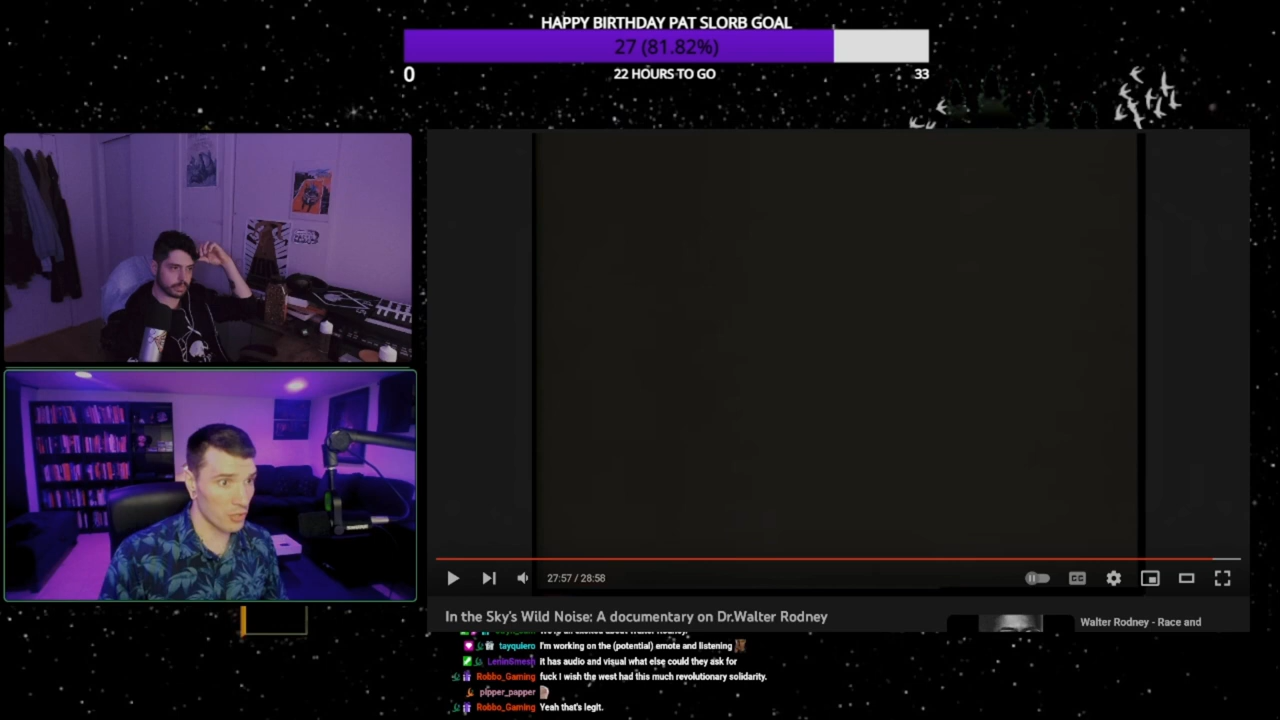 HAPPY BIRTHDAY PAT SLORB GOAL
27 (81.82%)
0 22 HOURS TO GO 33
27:57 / 28:58
CC
In the Sky's Wild Noise: A documentary on Dr.Walter Rodney
Walter Rodney - Race and
tayquiero I'm working on the (potential) emote and listening
LeninSmesh it has audio and visual what else could they ask for
Robbo_Gaming fuck I wish the west had this much revolutionary solidarity.
pipper_papper
Robbo_Gaming Yeah that's legit.